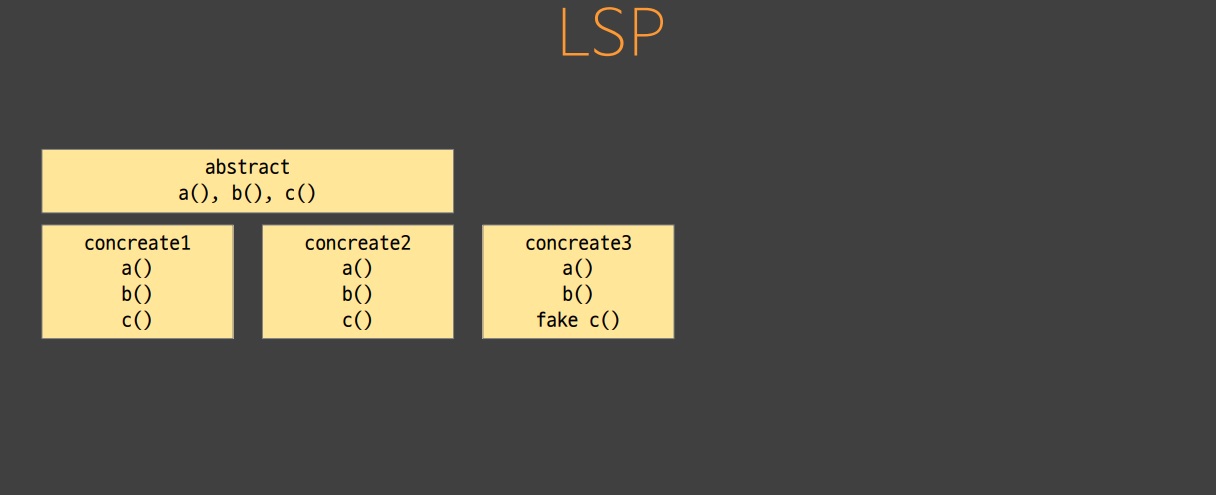 LSP
abstract
a(), b(), c()
concreate1
a()
b()
c()
concreate2
a()
b()
c()
concreate3
a()
b()
fake c()